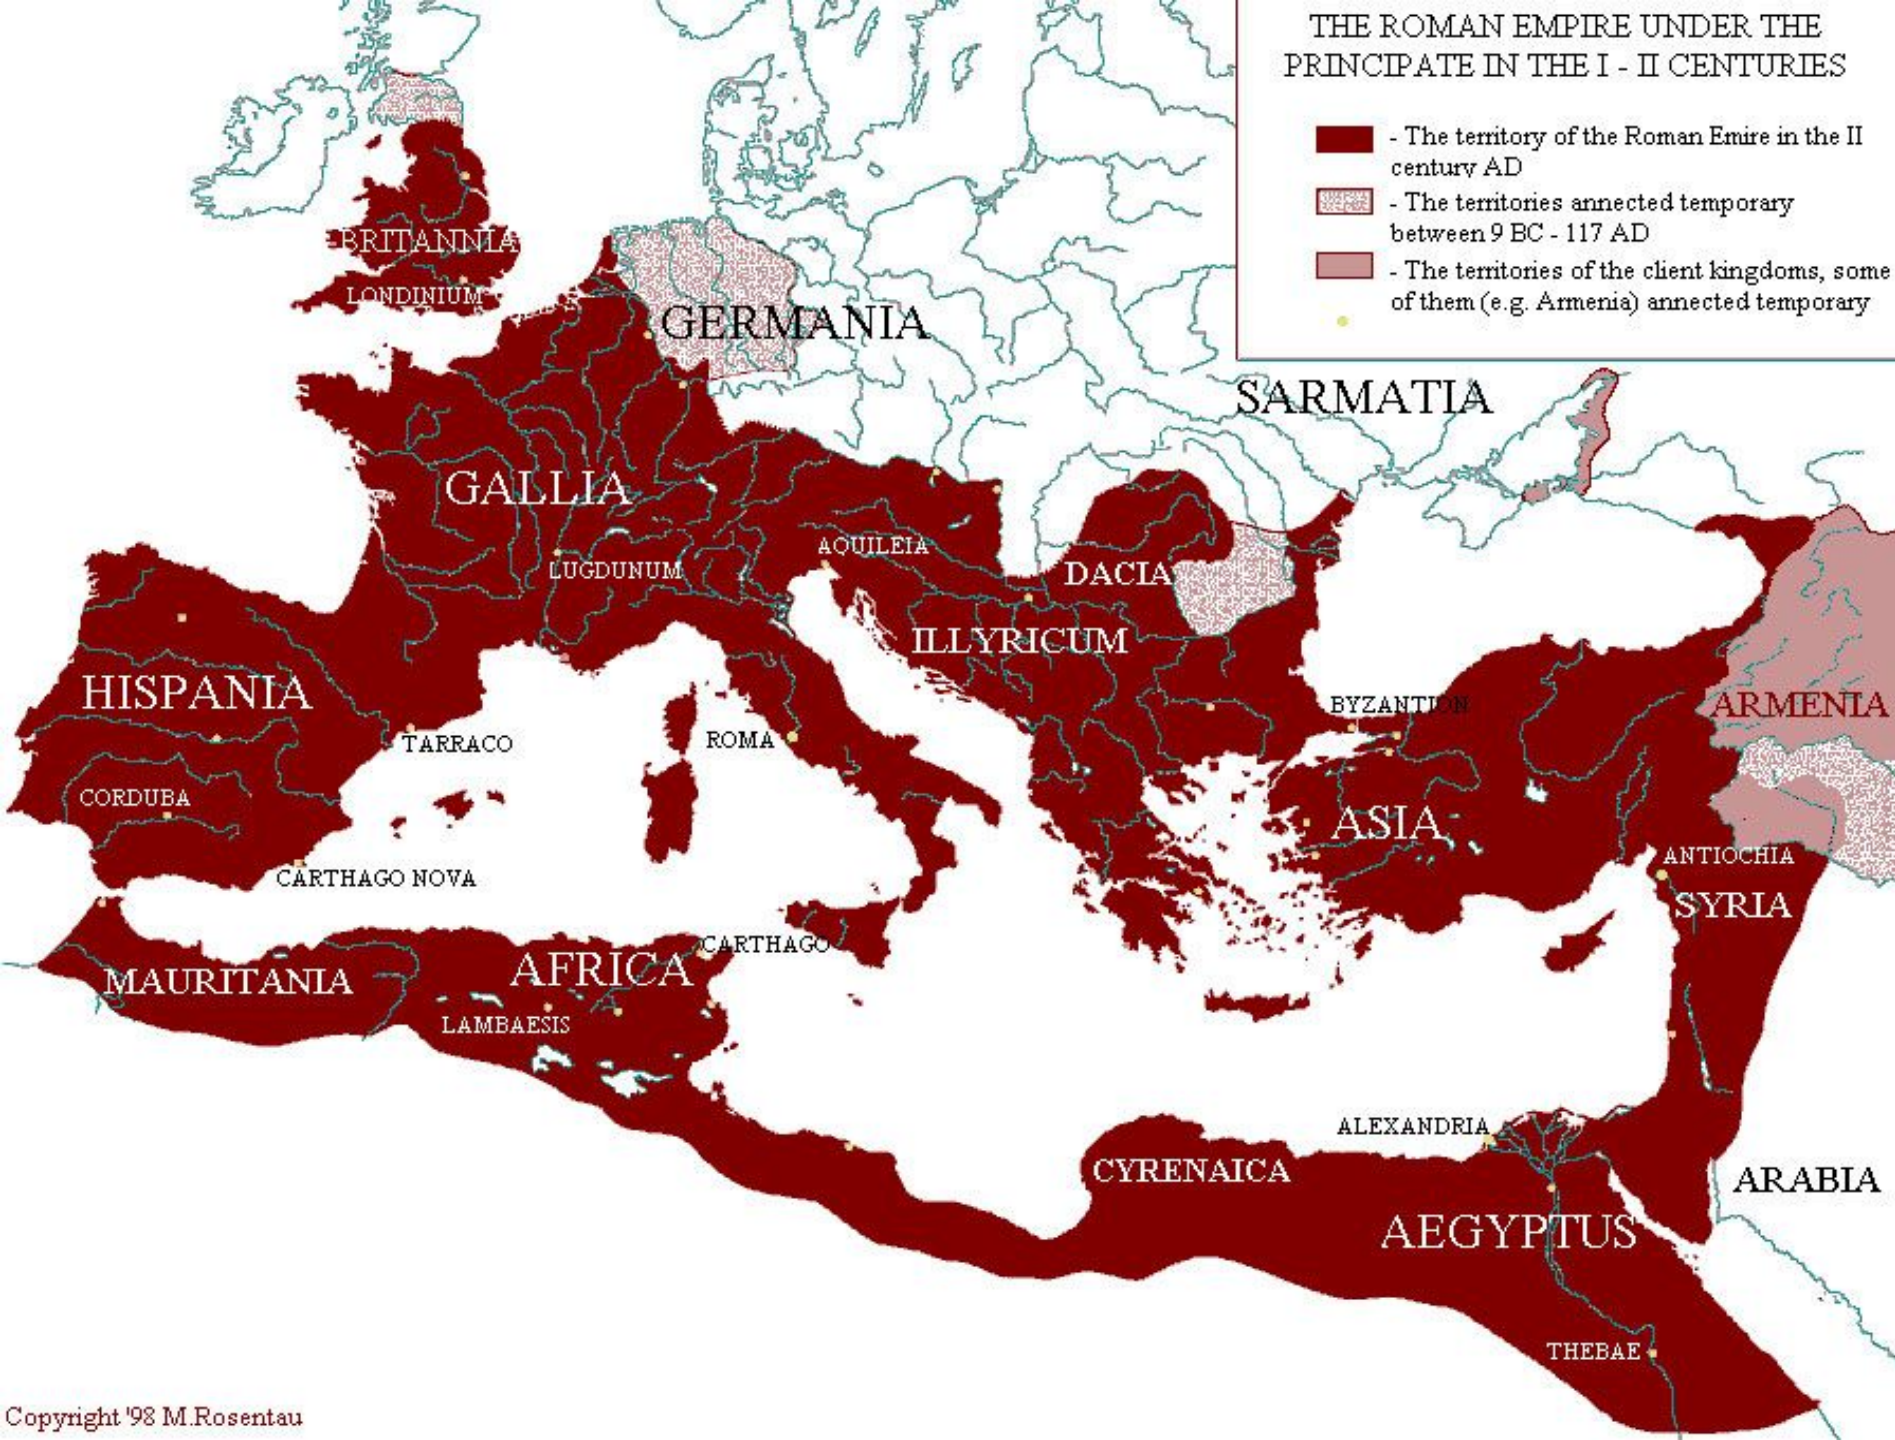 THE ROMAN EMPIRE UNDER THE
PRINCIPATE IN THE I - II CENTURIES
- The territory of the Roman Emire in the II
century AD
- The territories annected temporary
between 9 BC - 117 AD
- The territories of the client kingdoms, some
of them (e.g. Armenia) annected temporary
BRITANNIA
LONDINIUM
GERMANIA
SARMATIA
GALLIA
AQUILEIA
LUGDUNUM
DACIA
ILLYRICUM
HISPANIA
BYZANTION
ARMENIA
TARRACO
ROMA
CORDUBA
ASIA
ANTIOCHIA
CARTHAGO NOVA
SYRIA
CARTHAGO
AFRICA
MAURITANIA
LAMBAESIS
ALEXANDRIA
CYRENAICA
ARABIA
AEGYPTUS
THEBAE
Copyright '98 M.Rosentau